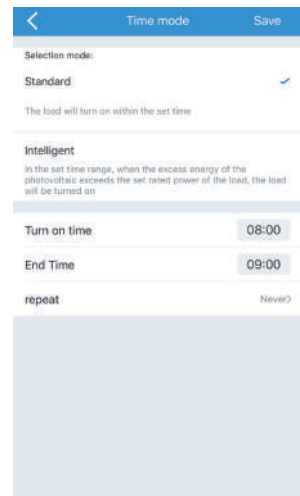 Time mode
Save
Selection mode:
Standard
The load will turn on within the set time
Intelligent
In the set time range, when the excess energy of the
photovoltaic exceeds the set rated power of the load, the load
will be turned on
Turn on time
08:00
End Time
09:00
repeat
Never>